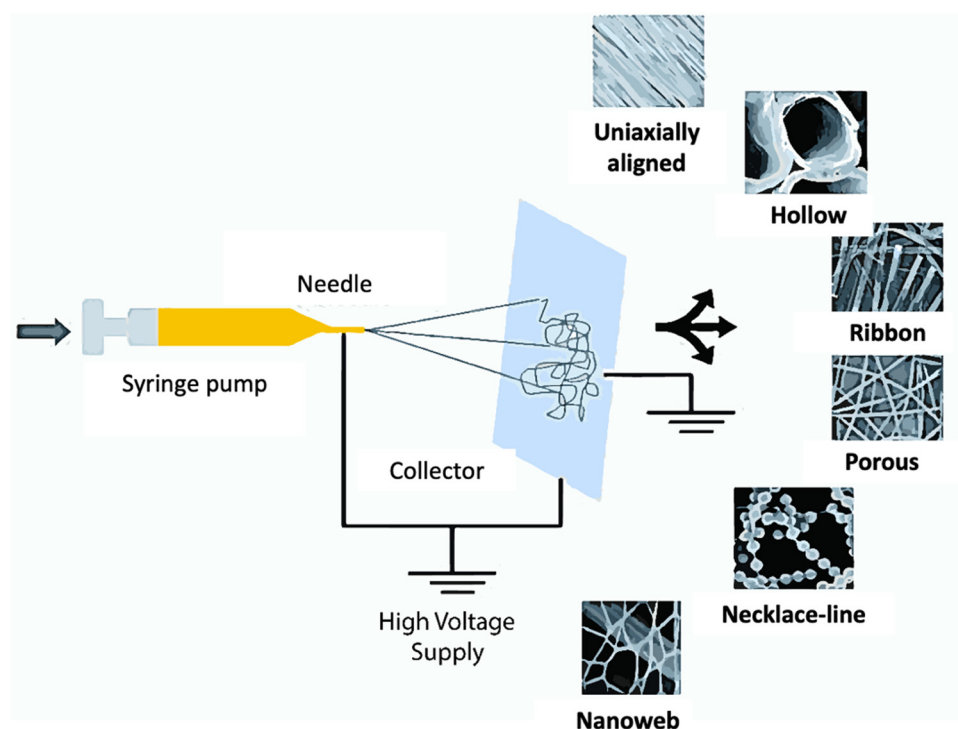 Uniaxially
aligned
Hollow
Needle
Ribbon
Syringe pump
Porous
Collector
Necklace-line
High Voltage
Supply
Nanoweb